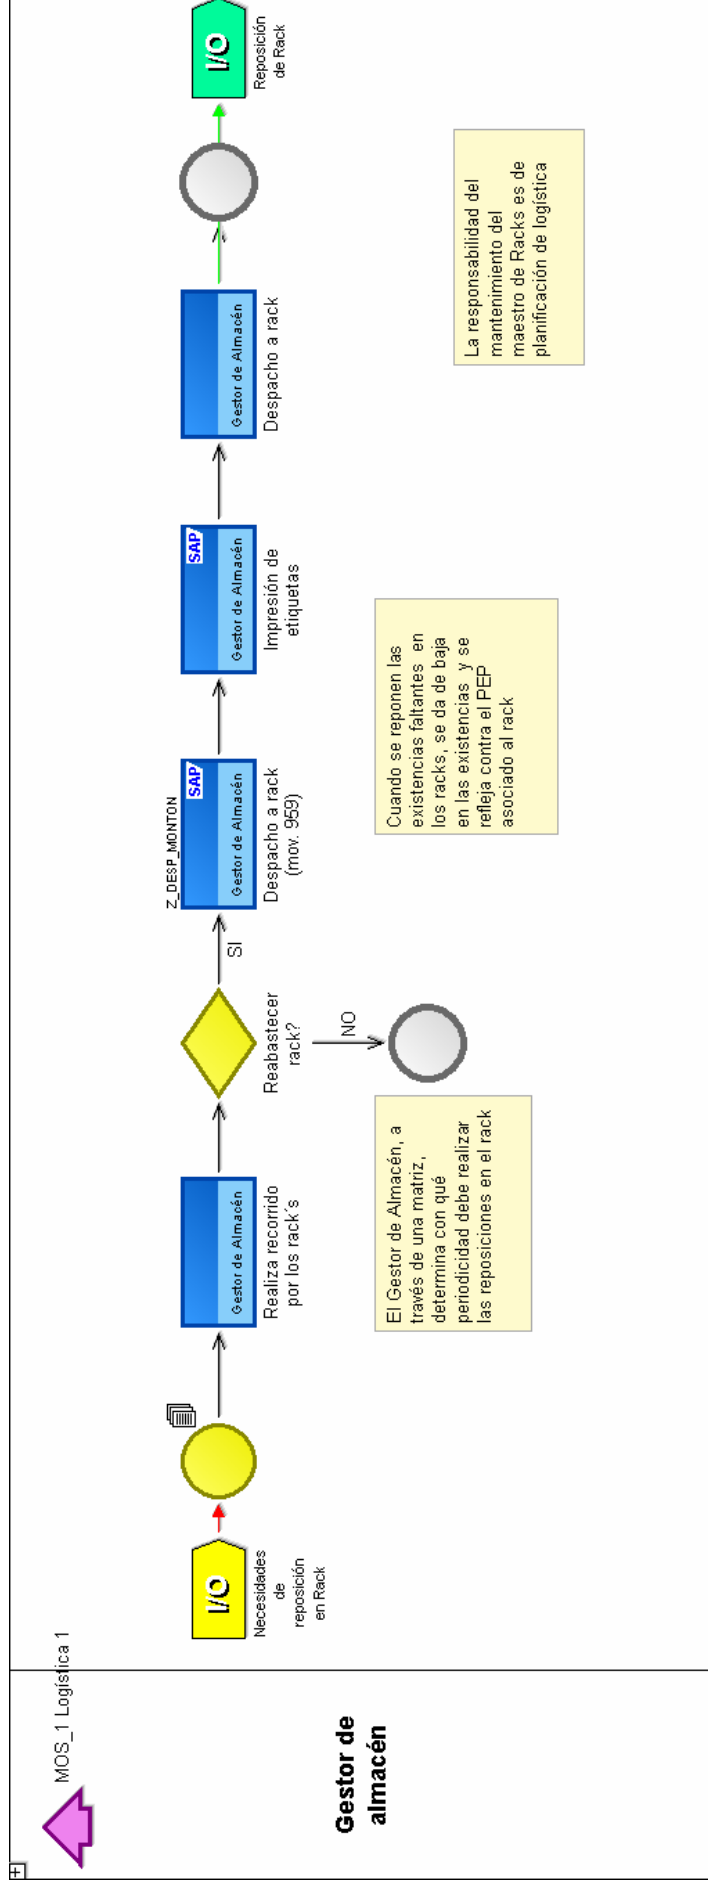 MOS_1 Logística 1
Gestor de
almacén
I/O
Necesidades
de
reposición
en Rack
Gestor de Almacén
Realiza recorrido
por los rack´s
El Gestor de Almacén, a
través de una matriz,
determina con qué
periodicidad debe realizar
las reposiciones en el rack
Reabastecer
rack?
NO
SI
Z_DESP_MONTON
SAP
Gestor de Almacén
Despacho a rack
(mov. 959)
SAP
Gestor de Almacén
Impresión de
etiquetas
Cuando se reponen las
existencias faltantes en
los racks, se da de baja
en las existencias y se
refleja contra el PEP
asociado al rack
Gestor de Almacén
Despacho a rack
La responsabilidad del
mantenimiento del
maestro de Racks es de
planificación de logística
I/O
Reposición
de Rack